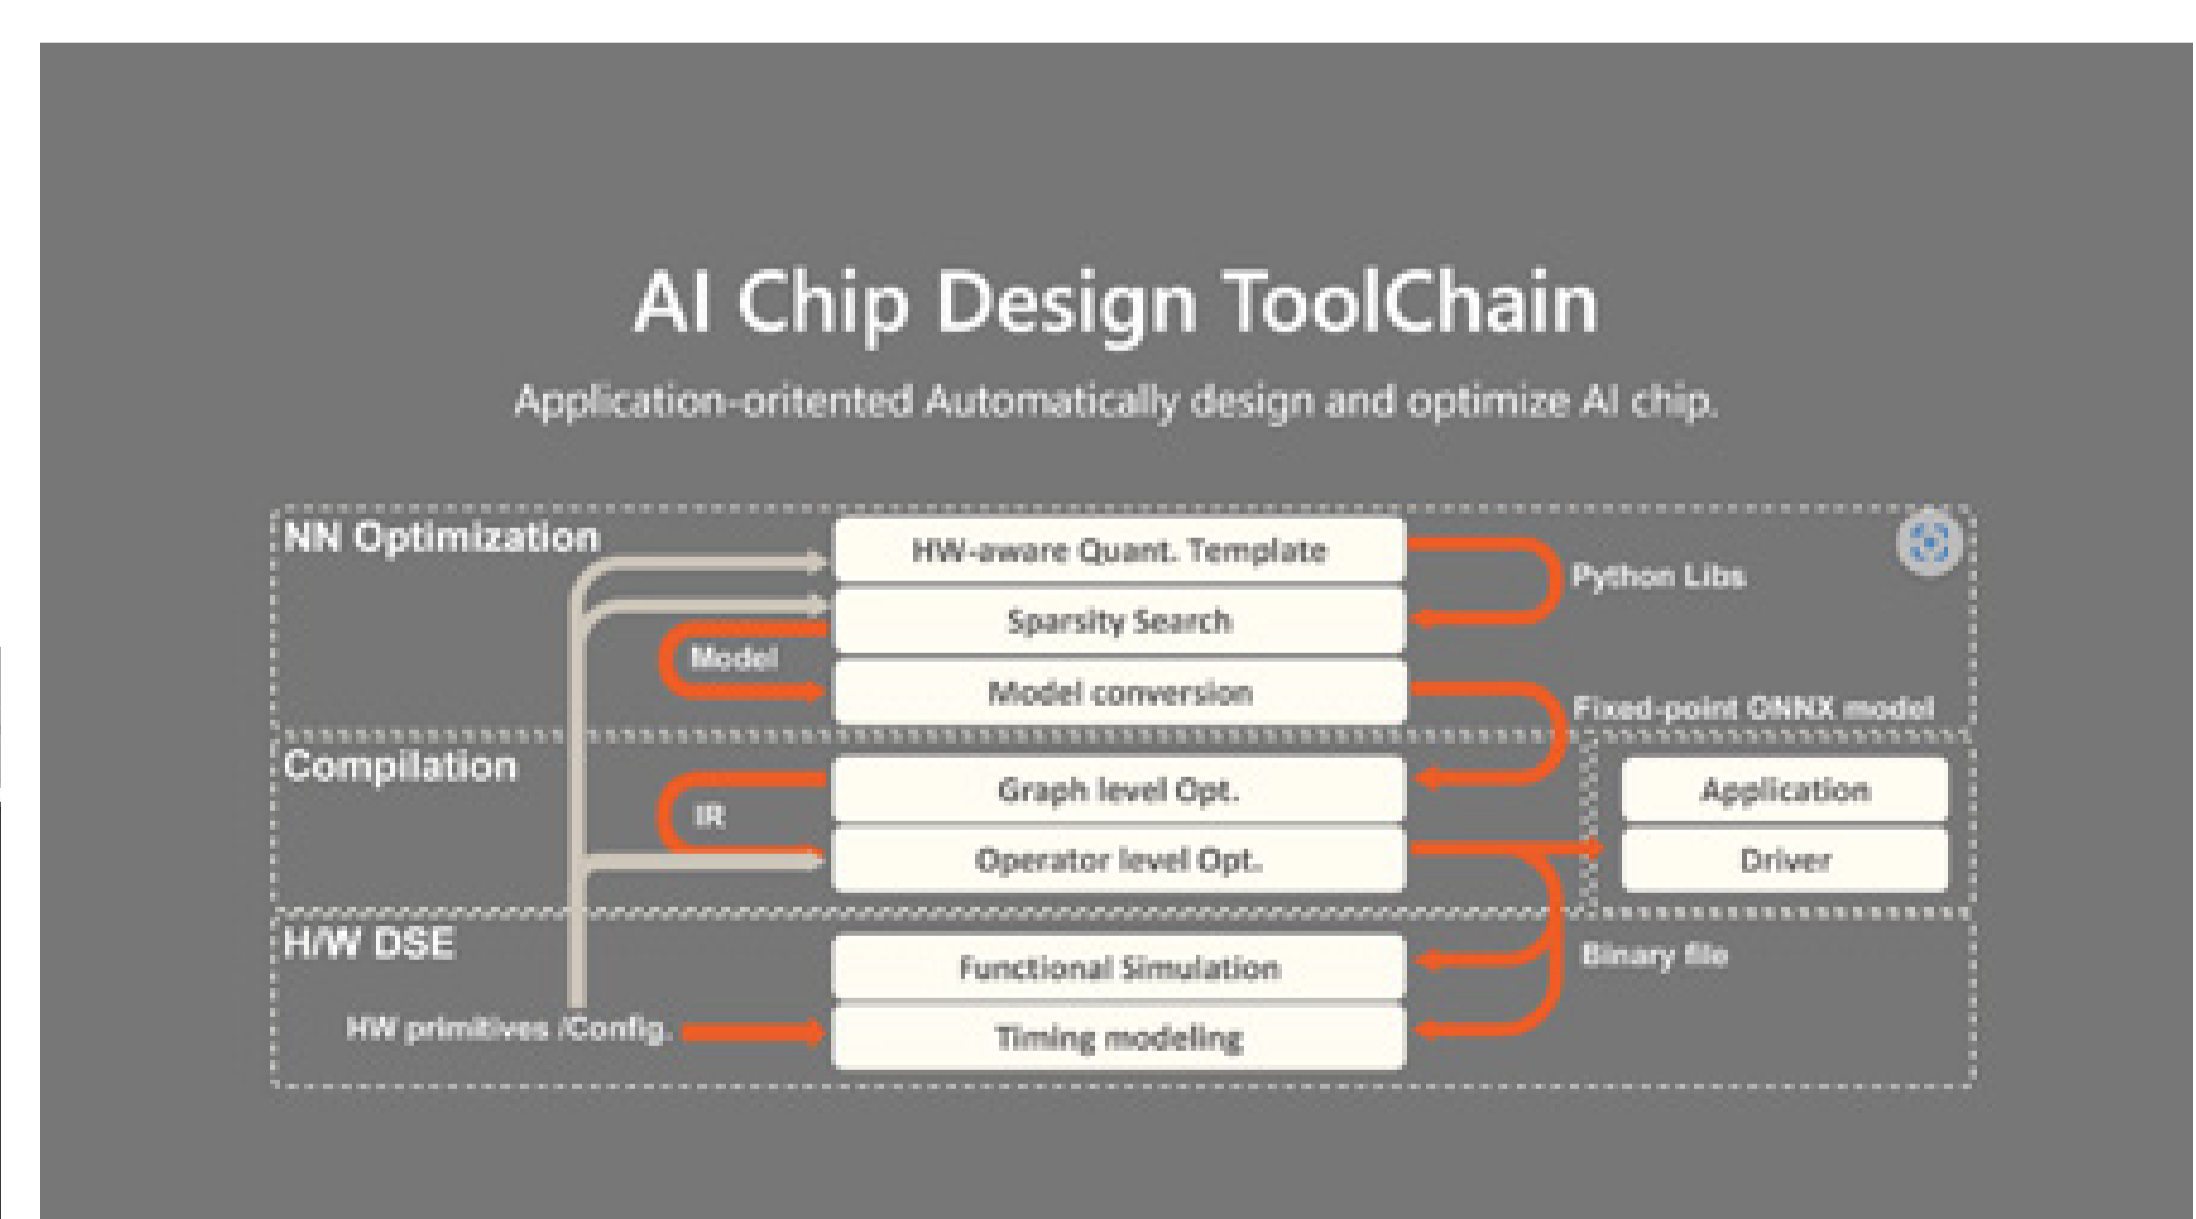 AI Chip Design ToolChain
Application-oritented Automatically design and optimize AI chip.
NN Optimization
HW-aware Quant. Template
Python Libs
Sparsity Search
Model
Model conversion
Fixed-point ONNX model
Compilation
Graph level Opt.
Application
IR
Operator level Opt.
Driver
H/W DSE
Functional Simulation
Binary file
HW primitives /Config.
Timing modeling